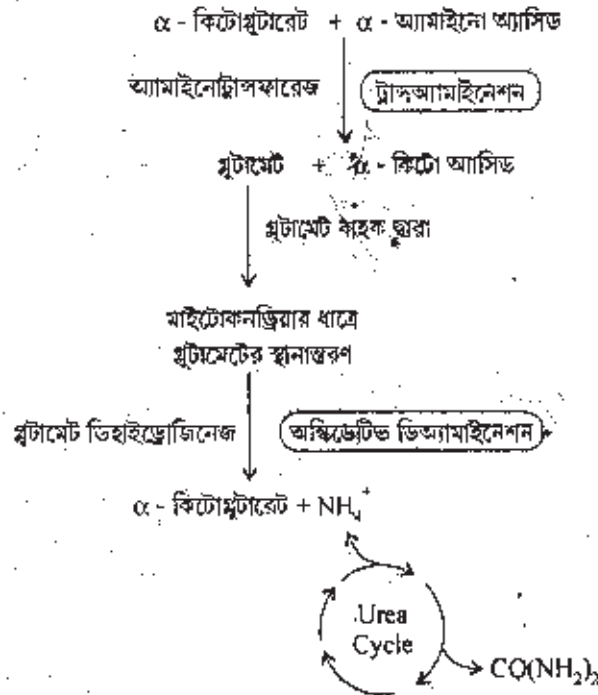 α - কিটোগ্লুটারেট + α - অ্যামাইনো অ্যাসিড
অ্যামাইনোট্রান্সফারেজ ট্রান্সঅ্যামাইনেশন
গ্লুটামেট + α - কিটো অ্যাসিড
গ্লুটামেট বাহক দ্বারা
মাইটোকনড্রিয়ার ধাত্রে
গ্লুটামেটের স্থানান্তরণ
গ্লুটামেট ডিহাইড্রোজিনেজ অক্সিডেটিভ ডিঅ্যামাইনেশন
α - কিটোগ্লুটারেট + NH₄⁺
Urea
Cycle
CO(NH₂)₂